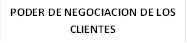 PODER DE NEGOCIACION DE LOS
CLIENTES